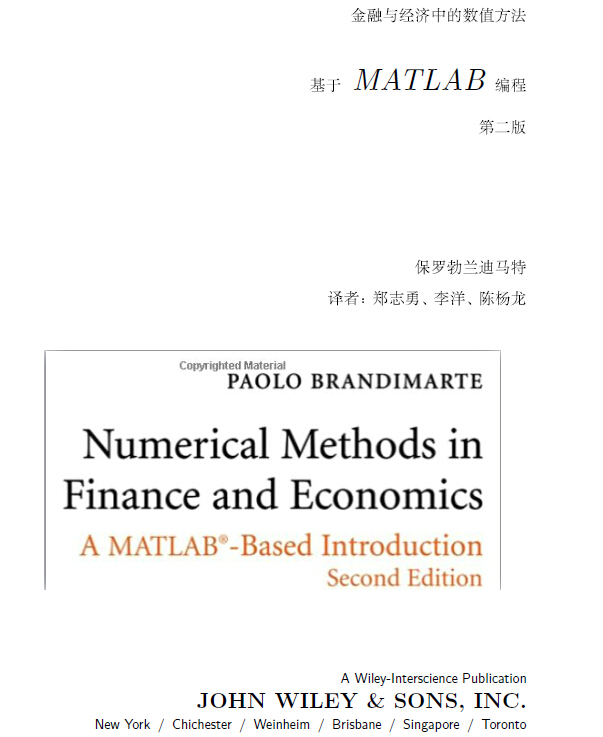 金融与经济中的数值方法
基于 MATLAB 编程
第二版
保罗勃兰迪马特
译者：郑志勇、李洋、陈杨龙
Copyrighted Material
PAOLO BRANDIMARTE
Numerical Methods in
Finance and Economics
A MATLAB®-Based Introduction
Second Edition
A Wiley-Interscience Publication
JOHN WILEY & SONS, INC.
New York / Chichester / Weinheim / Brisbane / Singapore / Toronto